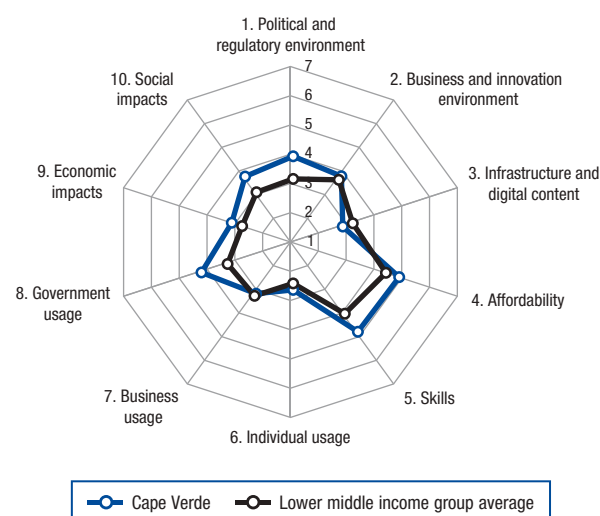 1. Political and
regulatory environment
2. Business and innovation
environment
3. Infrastructure and
digital content
4. Affordability
5. Skills
6. Individual usage
7. Business
usage
8. Government
usage
9. Economic
impacts
10. Social
impacts
7
6
5
4
3
2
1
Cape Verde
Lower middle income group average